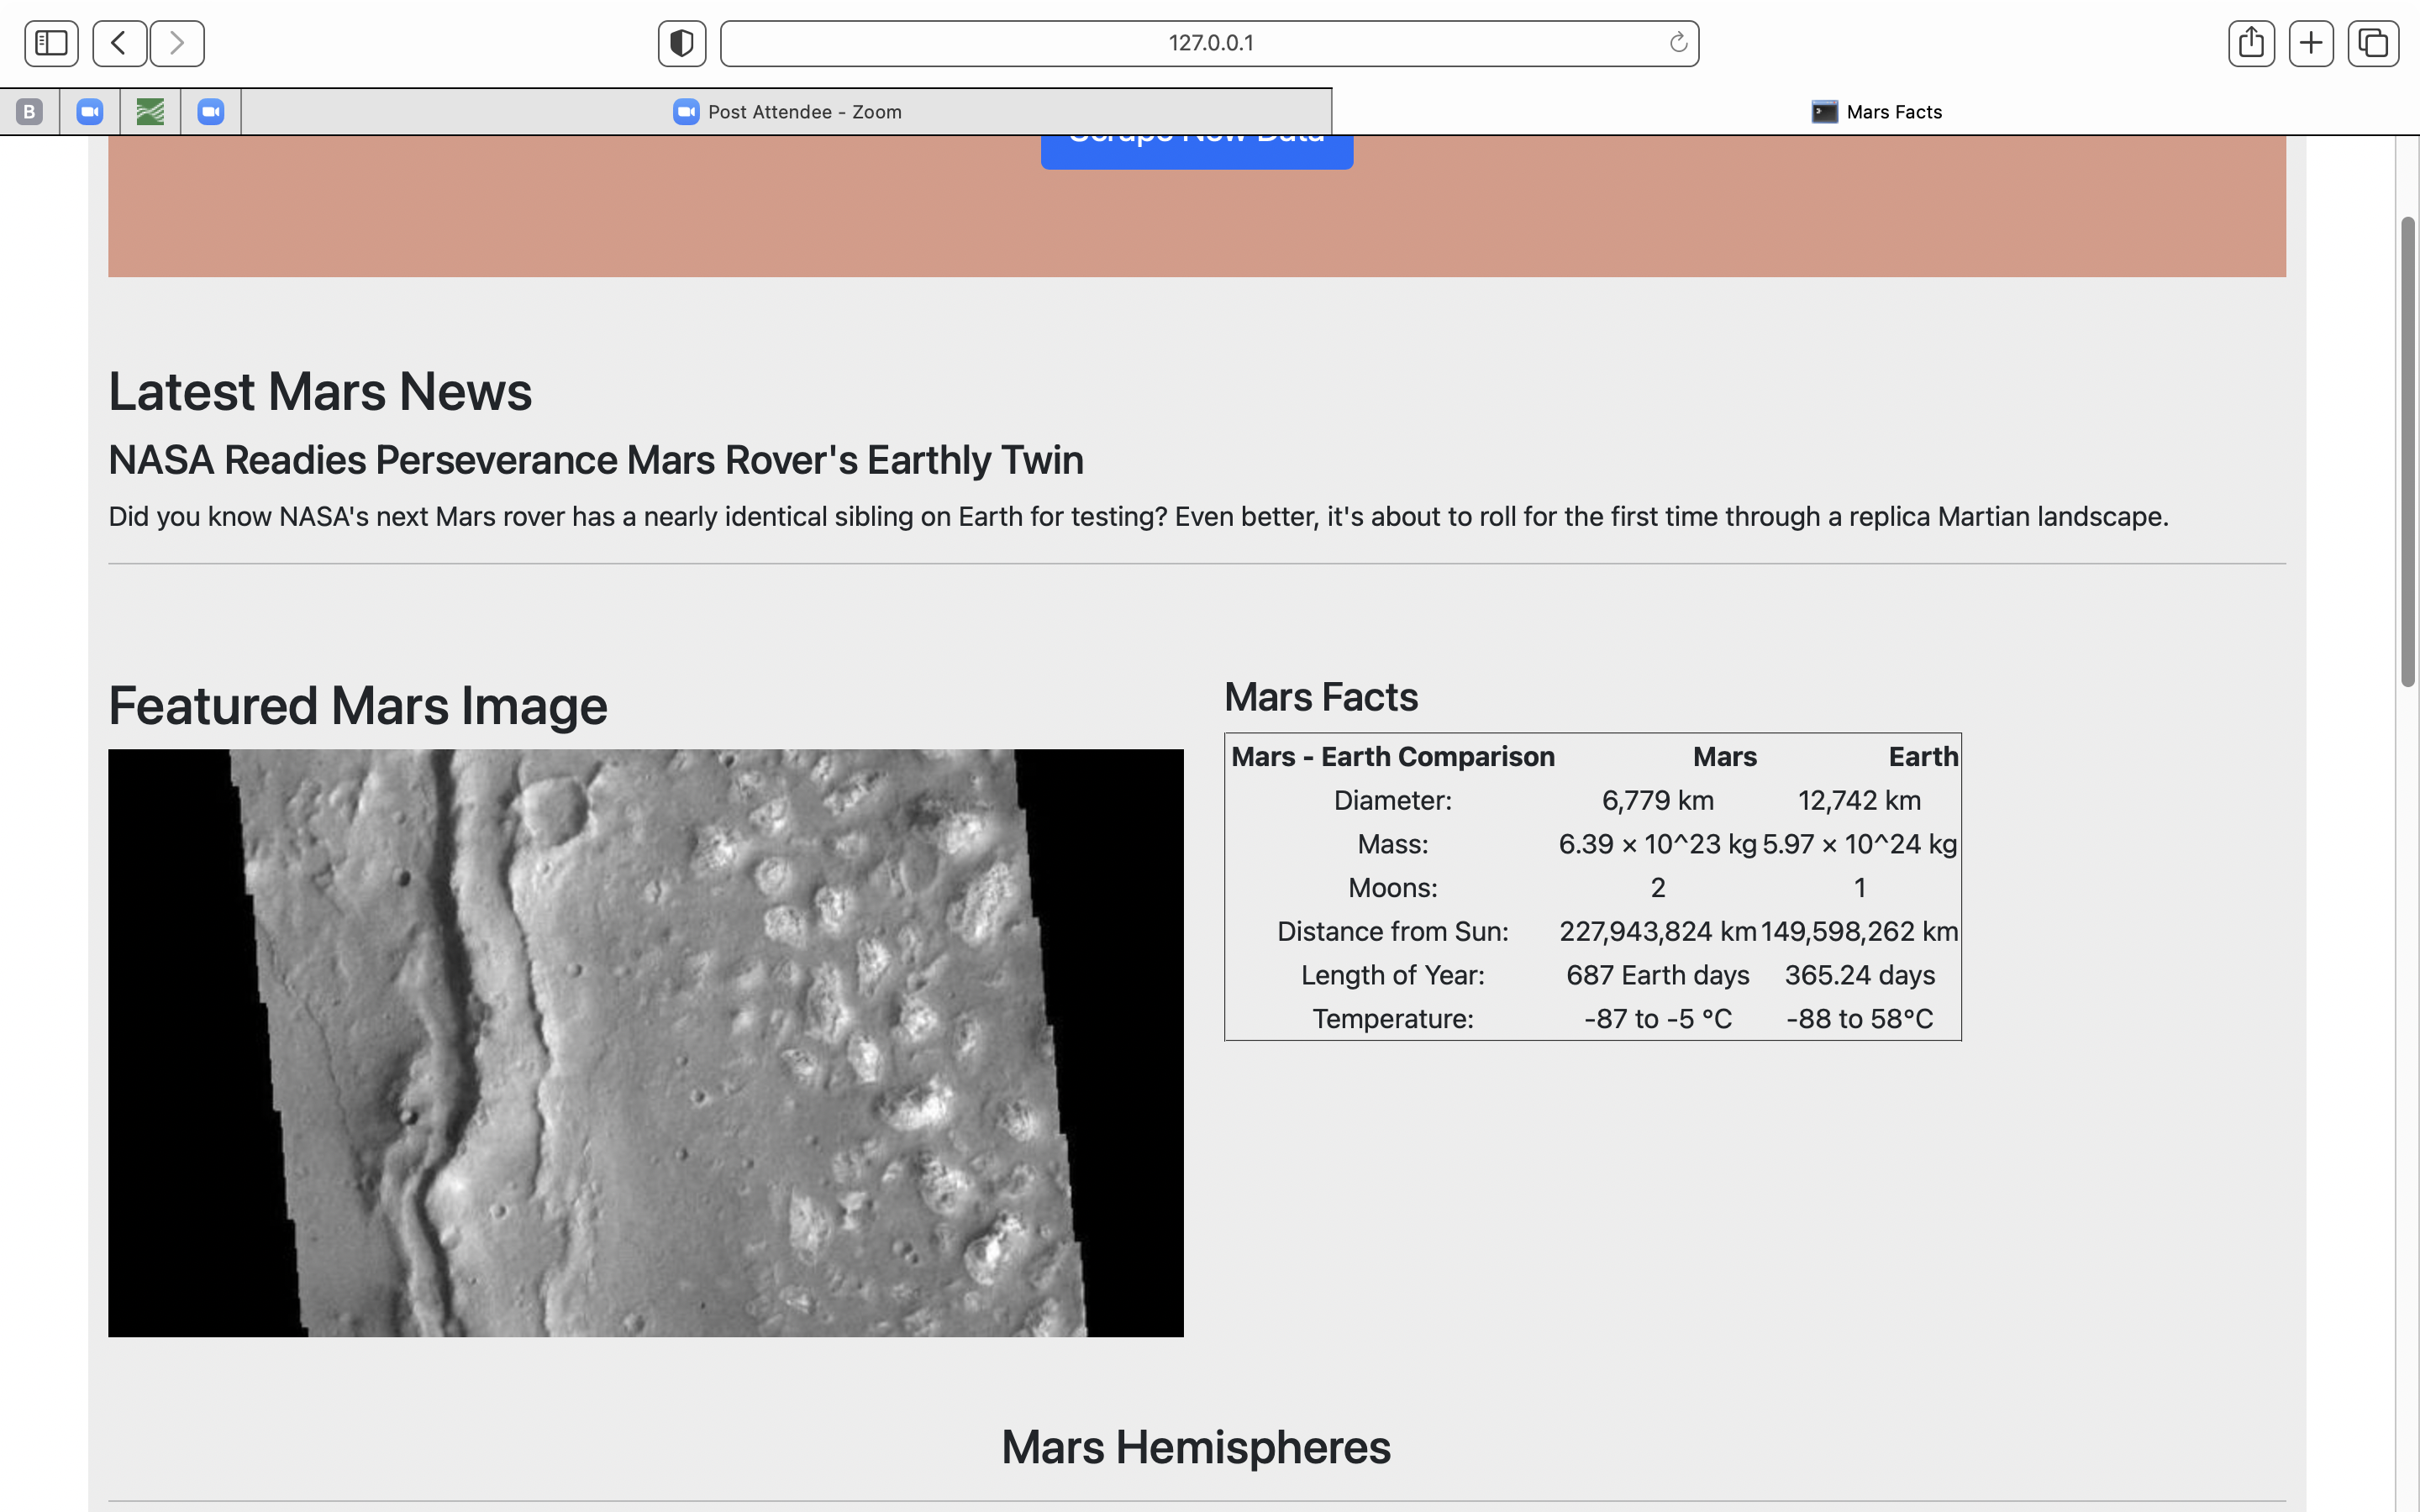 127.0.0.1
B
Post Attendee - Zoom
Mars Facts
Scrape New Data
Latest Mars News
NASA Readies Perseverance Mars Rover's Earthly Twin
Did you know NASA's next Mars rover has a nearly identical sibling on Earth for testing? Even better, it's about to roll for the first time through a replica Martian landscape.
Featured Mars Image
Mars Facts
Mars - Earth Comparison Mars Earth
Diameter: 6,779 km 12,742 km
Mass: 6.39 × 10^23 kg 5.97 × 10^24 kg
Moons: 2 1
Distance from Sun: 227,943,824 km 149,598,262 km
Length of Year: 687 Earth days 365.24 days
Temperature: -87 to -5 °C -88 to 58°C
Mars Hemispheres